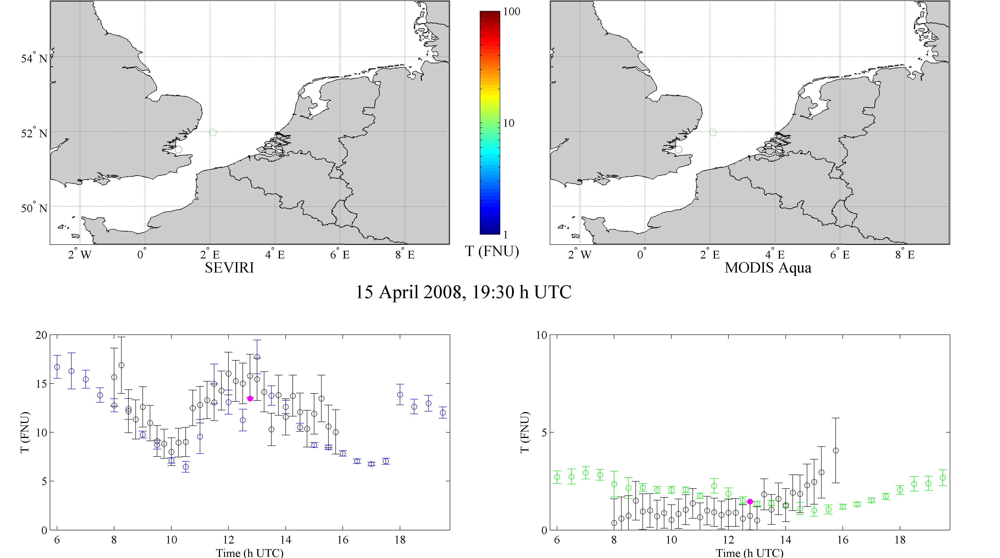 100
54° N
10
52° N
50° N
1
2° W 0° 2° E 4° E 6° E 8° E
T (FNU)
2° W 0° 2° E 4° E 6° E 8° E
SEVIRI
MODIS Aqua
15 April 2008, 19:30 h UTC
20
15
10
5
0
T (FNU)
6 8 10 12 14 16 18
Time (h UTC)
10
5
0
T (FNU)
6 8 10 12 14 16 18
Time (h UTC)